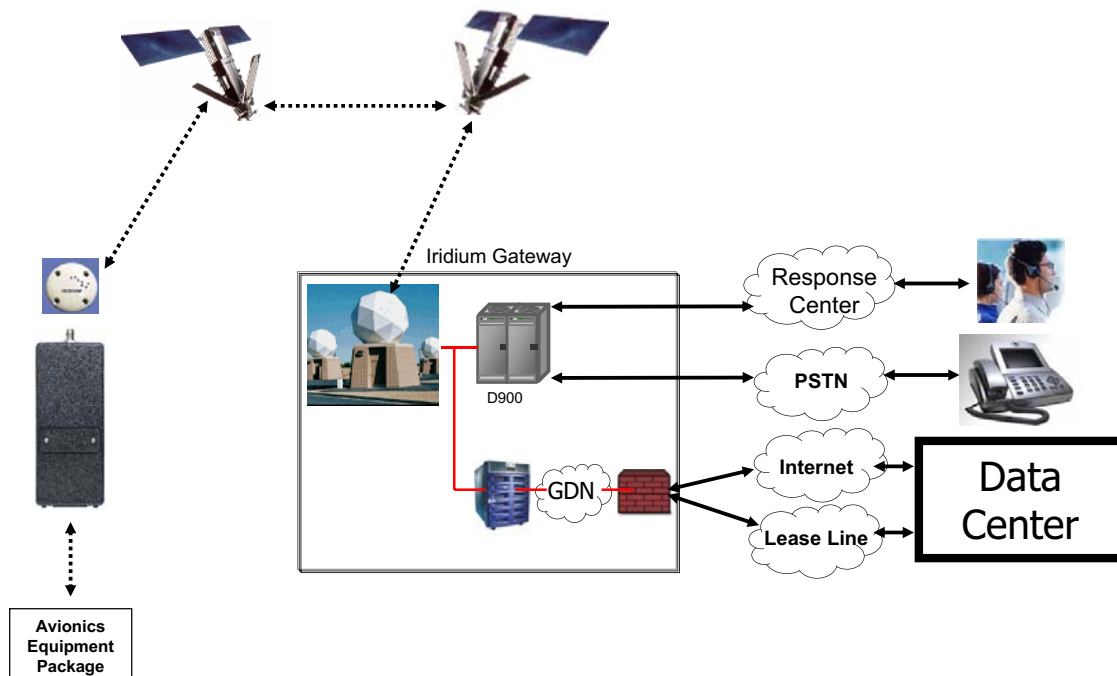 Iridium Gateway
Response
Center
D900
PSTN
GDN
Internet
Lease Line
Data
Center
Avionics
Equipment
Package